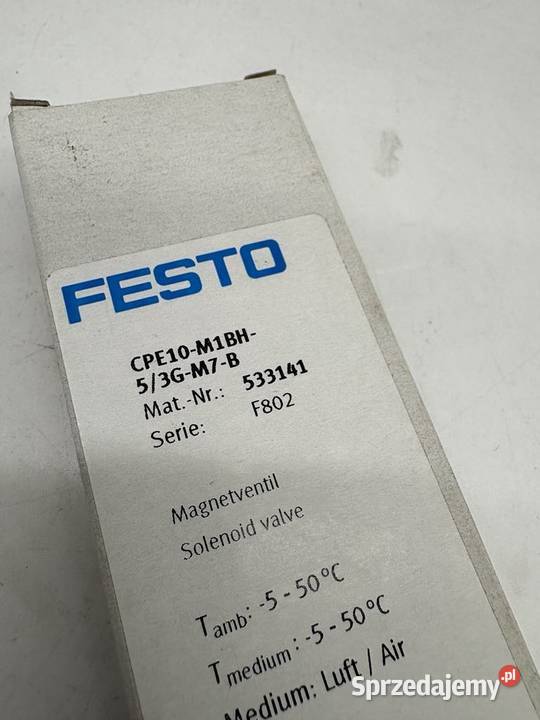 FESTO
CPE10-M1BH-
5/3G-M7-B
Mat.-Nr.: 533141
Serie: F802
Magnetventil
Solenoid valve
Tamb: -5 - 50°C
Tmedium: -5 - 50°C
Medium: Luft / Air
Sprzedajemy.pl